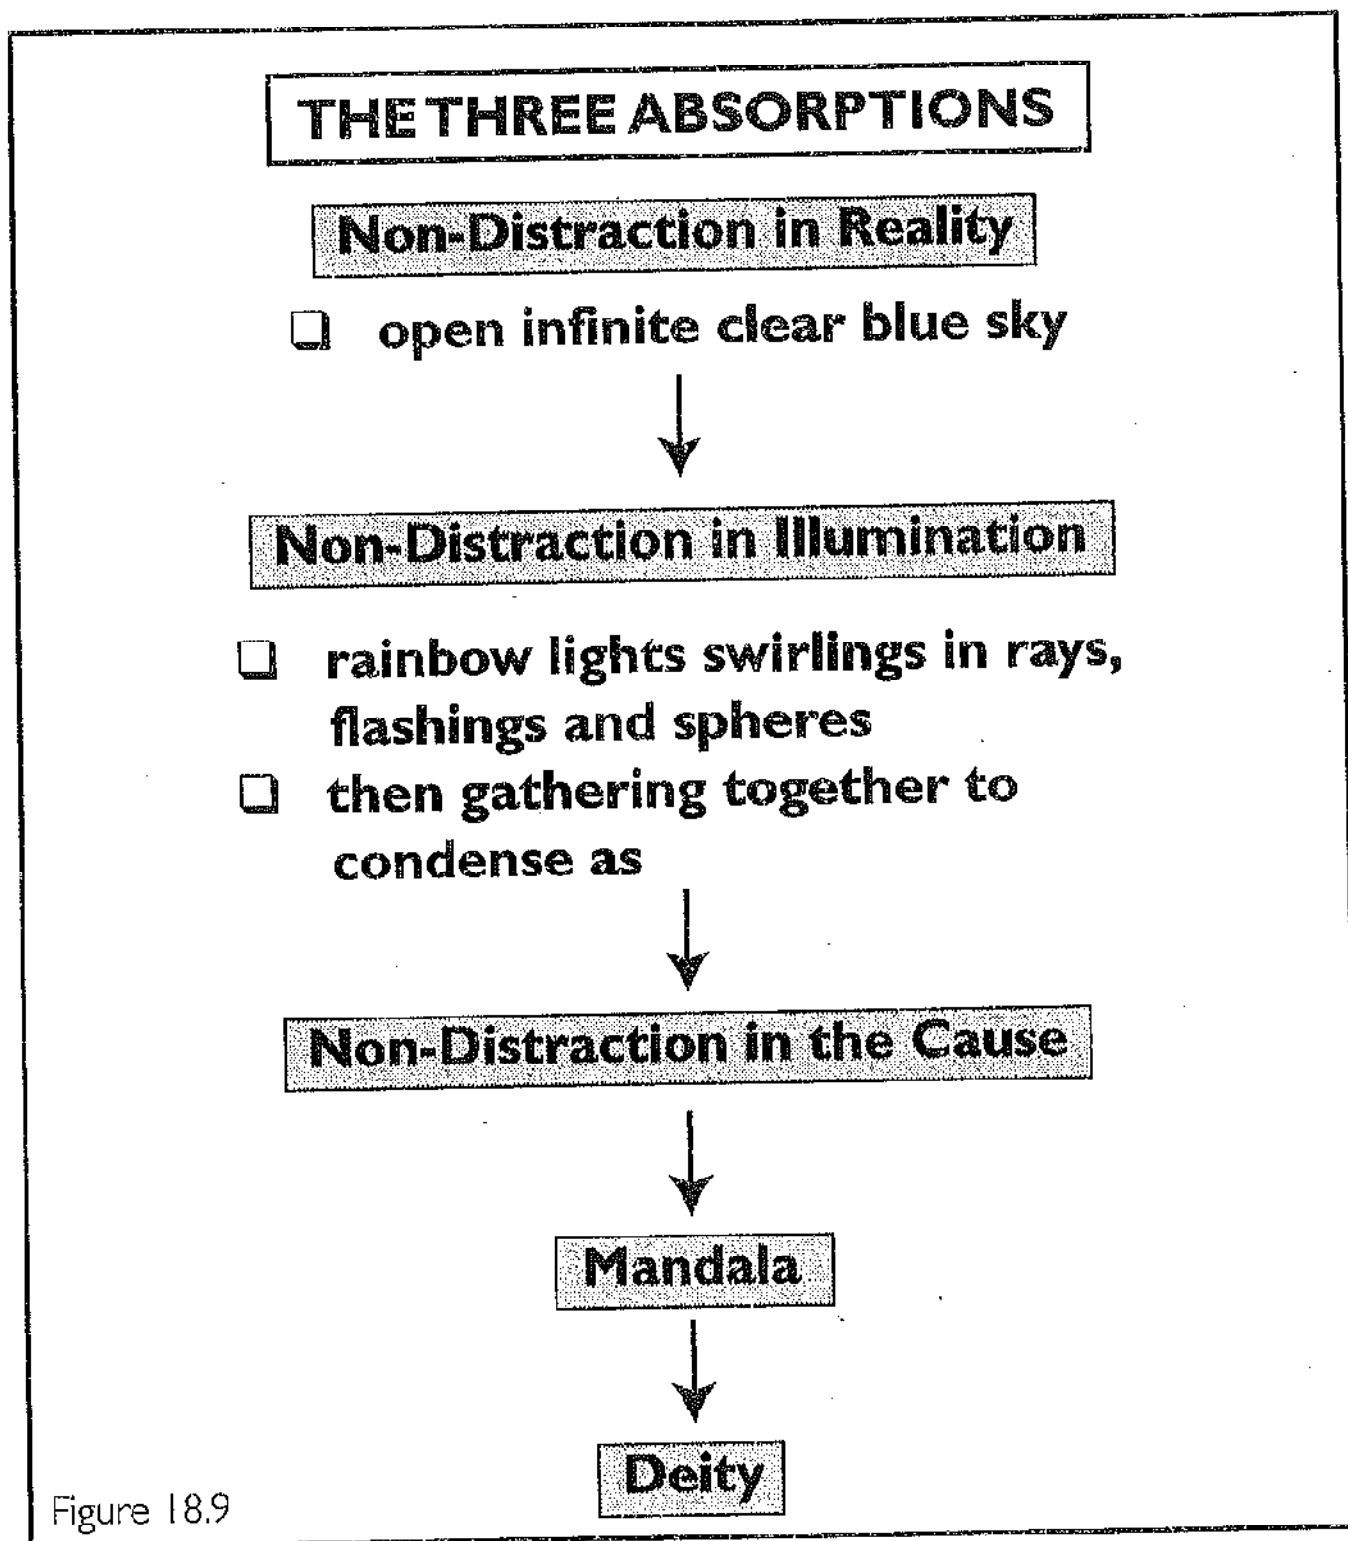 THE THREE ABSORPTIONS
Non-Distraction in Reality
❑ open infinite clear blue sky
Non-Distraction in Illumination
❑ rainbow lights swirlings in rays,
flashings and spheres
❑ then gathering together to
condense as
Non-Distraction in the Cause
Mandala
Deity
Figure 18.9